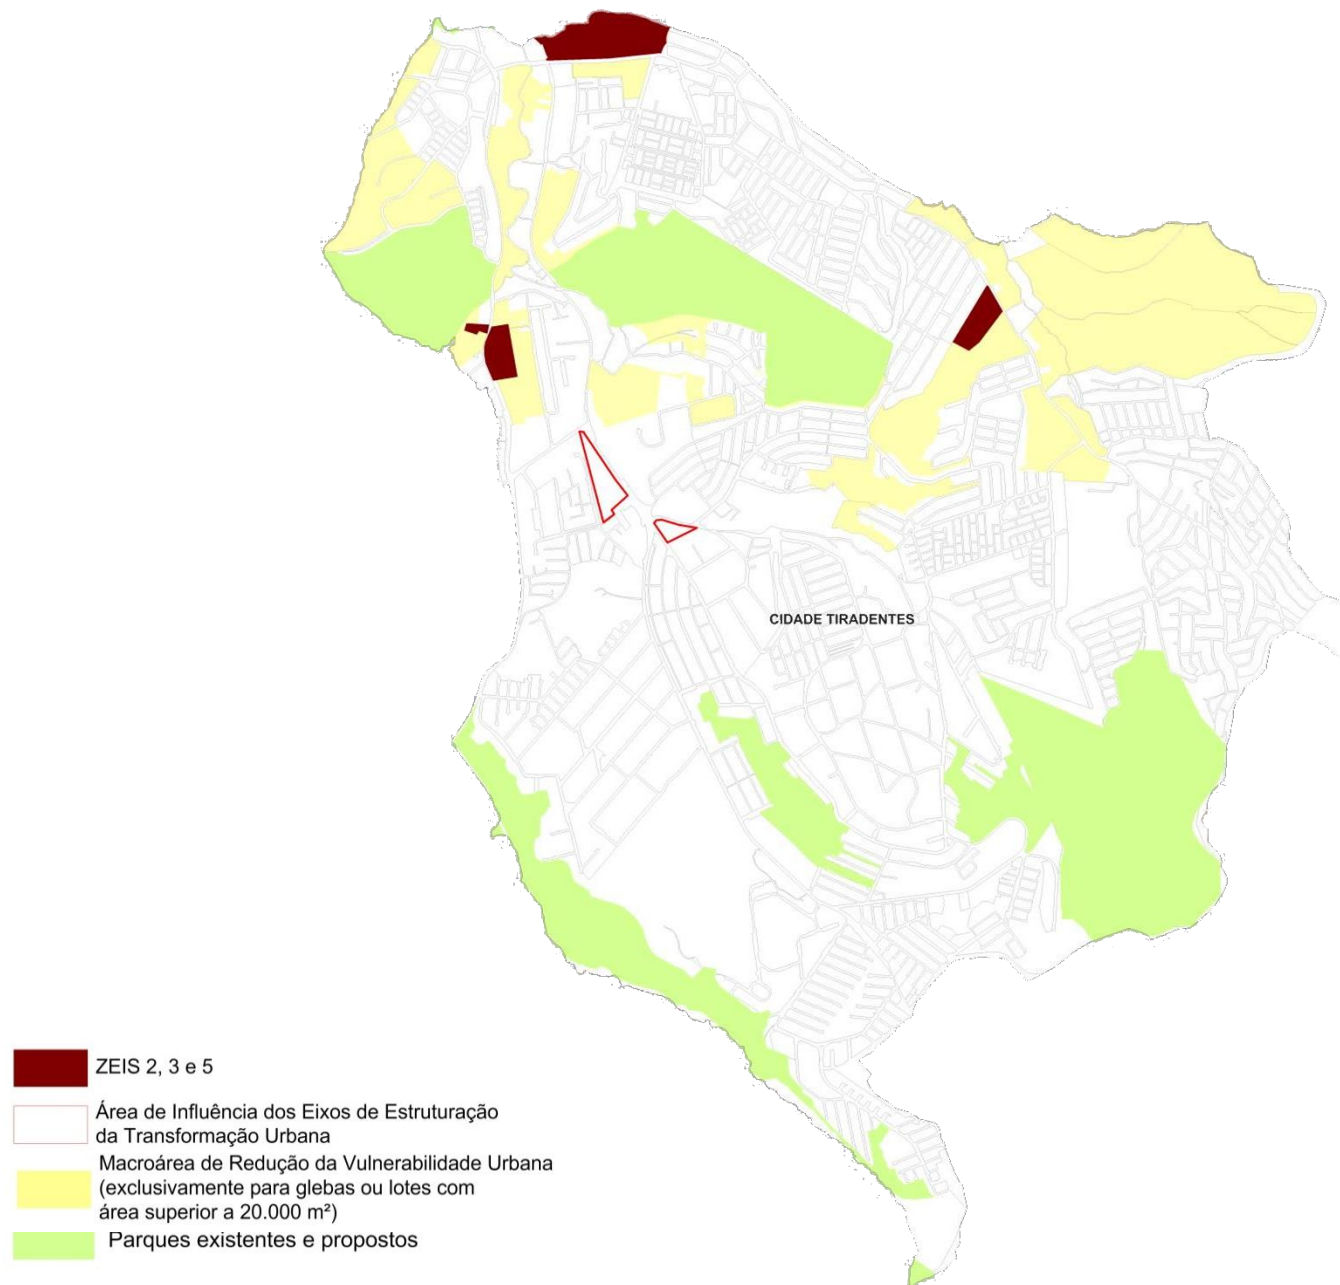 CIDADE TIRADENTES
ZEIS 2, 3 e 5
Área de Influência dos Eixos de Estruturação
da Transformação Urbana
Macroárea de Redução da Vulnerabilidade Urbana
(exclusivamente para glebas ou lotes com
área superior a 20.000 m²)
Parques existentes e propostos